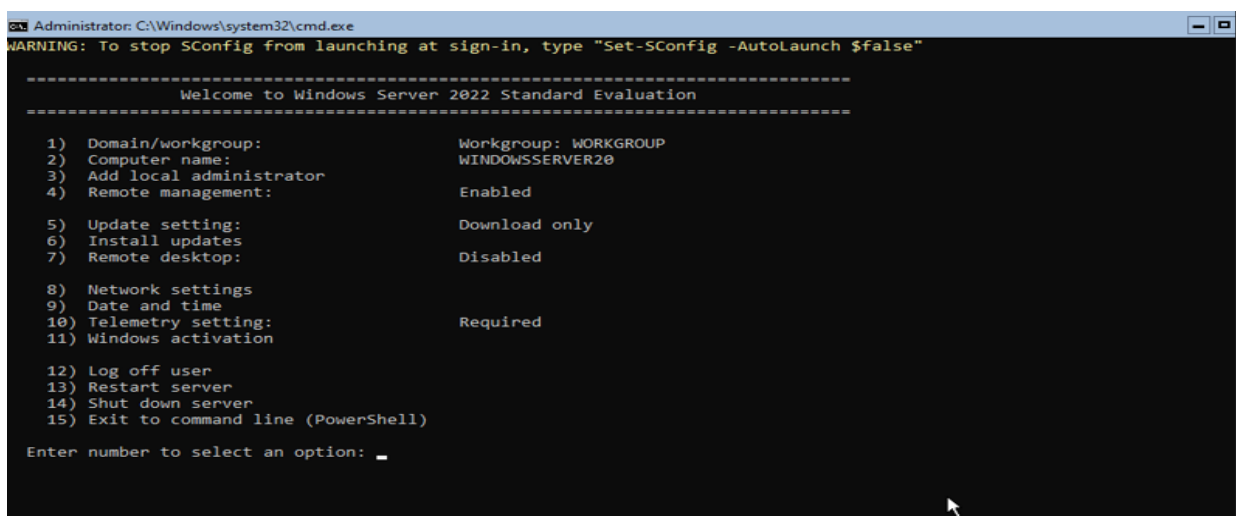 Administrator: C:\Windows\system32\cmd.exe
WARNING: To stop SConfig from launching at sign-in, type "Set-SConfig -AutoLaunch $false"
================================================================================
Welcome to Windows Server 2022 Standard Evaluation
================================================================================
1) Domain/workgroup: Workgroup: WORKGROUP
2) Computer name: WINDOWSSERVER20
3) Add local administrator
4) Remote management: Enabled
5) Update setting: Download only
6) Install updates
7) Remote desktop: Disabled
8) Network settings
9) Date and time
10) Telemetry setting: Required
11) Windows activation
12) Log off user
13) Restart server
14) Shut down server
15) Exit to command line (PowerShell)
Enter number to select an option: